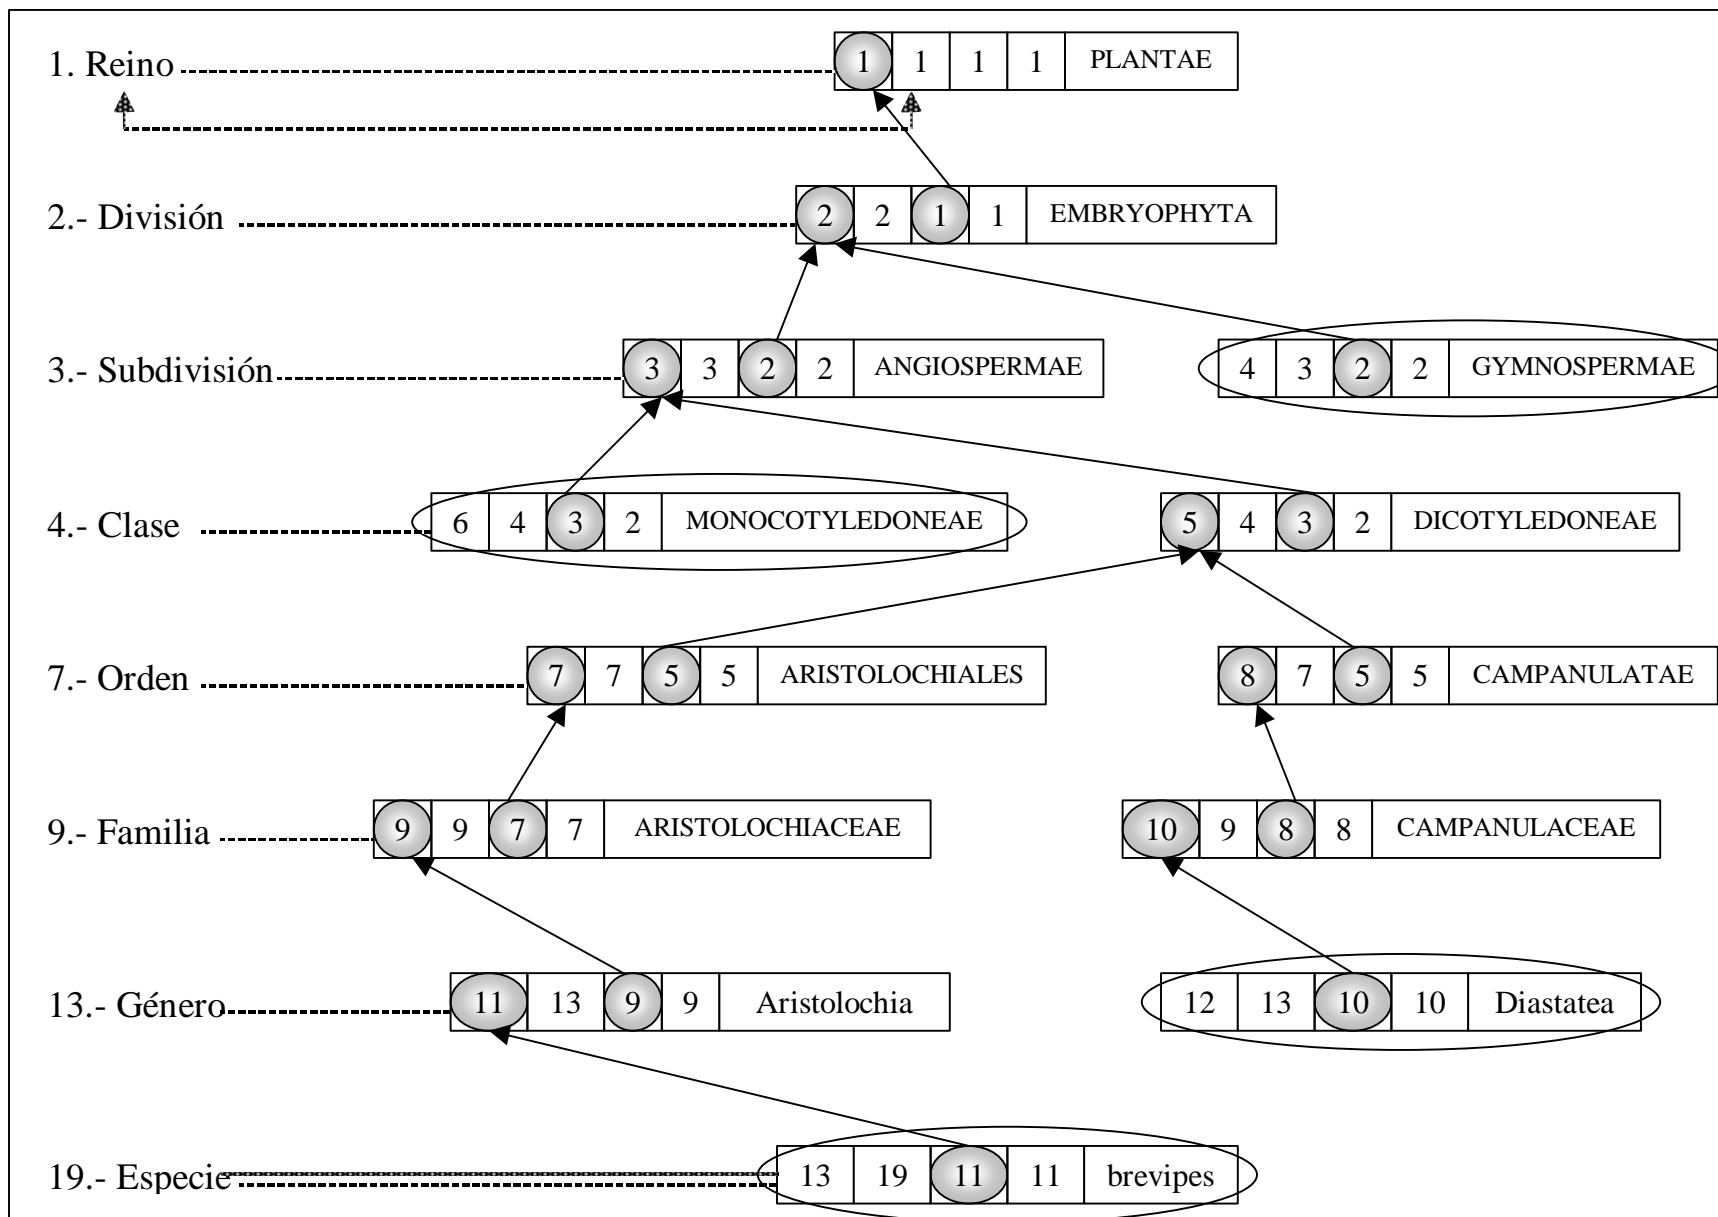 1. Reino 1 1 1 1 PLANTAE
2.- División 2 2 1 1 EMBRYOPHYTA
3.- Subdivisión 3 3 2 2 ANGIOSPERMAE 4 3 2 2 GYMNOSPERMAE
4.- Clase 6 4 3 2 MONOCOTYLEDONEAE 5 4 3 2 DICOTYLEDONEAE
7.- Orden 7 7 5 5 ARISTOLOCHIALES 8 7 5 5 CAMPANULATAE
9.- Familia 9 9 7 7 ARISTOLOCHIACEAE 10 9 8 8 CAMPANULACEAE
13.- Género 11 13 9 9 Aristolochia 12 13 10 10 Diastatea
19.- Especie 13 19 11 11 brevipes